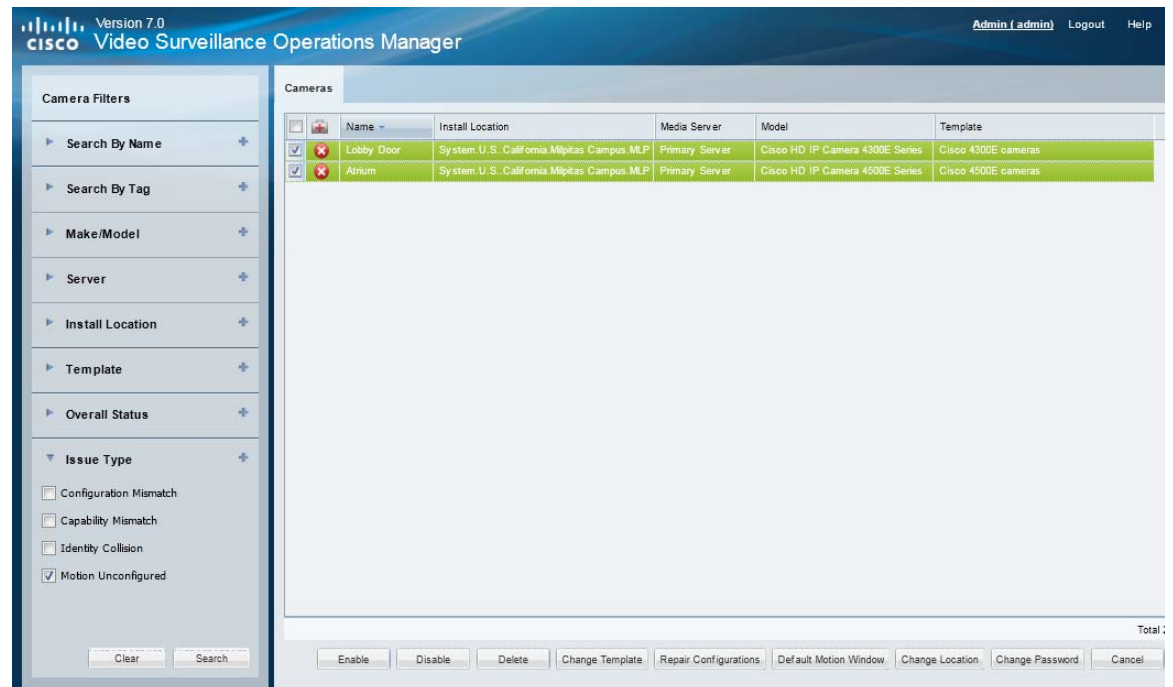 Version 7.0
CISCO Video Surveillance Operations Manager
Admin ( admin) Logout Help
Camera Filters
Search By Name
Search By Tag
Make/Model
Server
Install Location
Template
Overall Status
Issue Type
Configuration Mismatch
Capability Mismatch
Identity Collision
Motion Unconfigured
Clear Search
Cameras
Name Install Location Media Server Model Template
Lobby Door System.U.S..California.Milpitas Campus.MLP Primary Server Cisco HD IP Camera 4300E Series Cisco 4300E cameras
Atrium System.U.S..California.Milpitas Campus.MLP Primary Server Cisco HD IP Camera 4500E Series Cisco 4500E cameras
Total 2
Enable Disable Delete Change Template Repair Configurations Default Motion Window Change Location Change Password Cancel